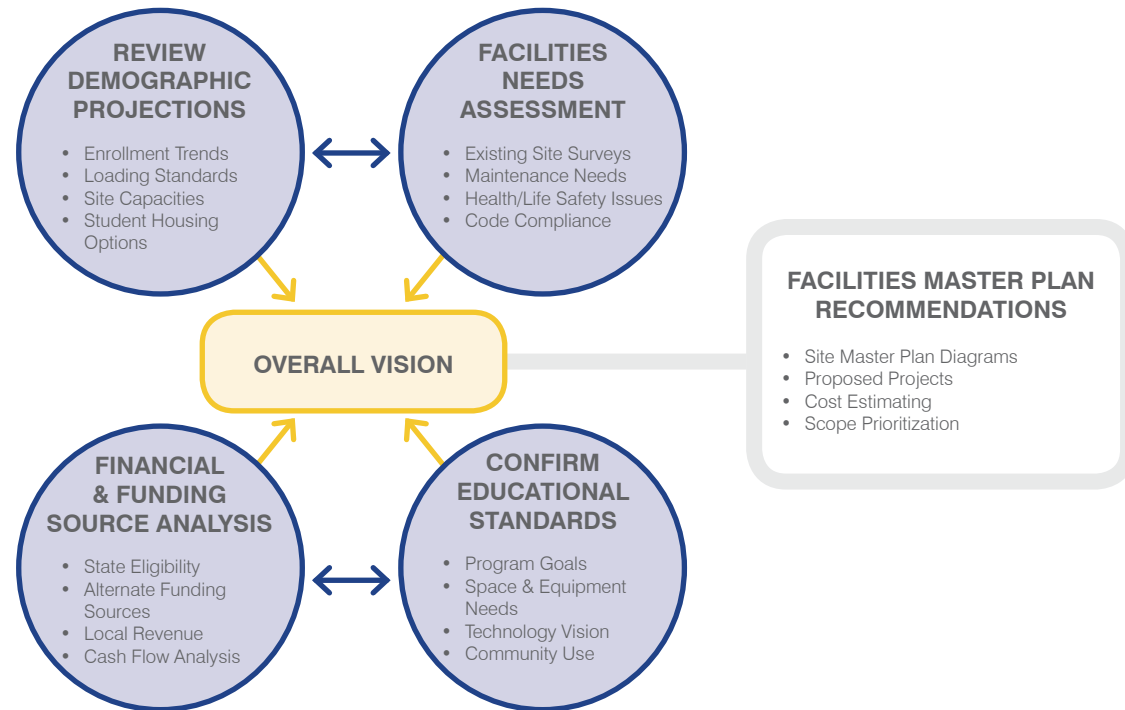 REVIEW
DEMOGRAPHIC
PROJECTIONS
• Enrollment Trends
• Loading Standards
• Site Capacities
• Student Housing
Options
FACILITIES
NEEDS
ASSESSMENT
• Existing Site Surveys
• Maintenance Needs
• Health/Life Safety Issues
• Code Compliance
OVERALL VISION
FACILITIES MASTER PLAN
RECOMMENDATIONS
• Site Master Plan Diagrams
• Proposed Projects
• Cost Estimating
• Scope Prioritization
FINANCIAL
& FUNDING
SOURCE ANALYSIS
• State Eligibility
• Alternate Funding
Sources
• Local Revenue
• Cash Flow Analysis
CONFIRM
EDUCATIONAL
STANDARDS
• Program Goals
• Space & Equipment
Needs
• Technology Vision
• Community Use